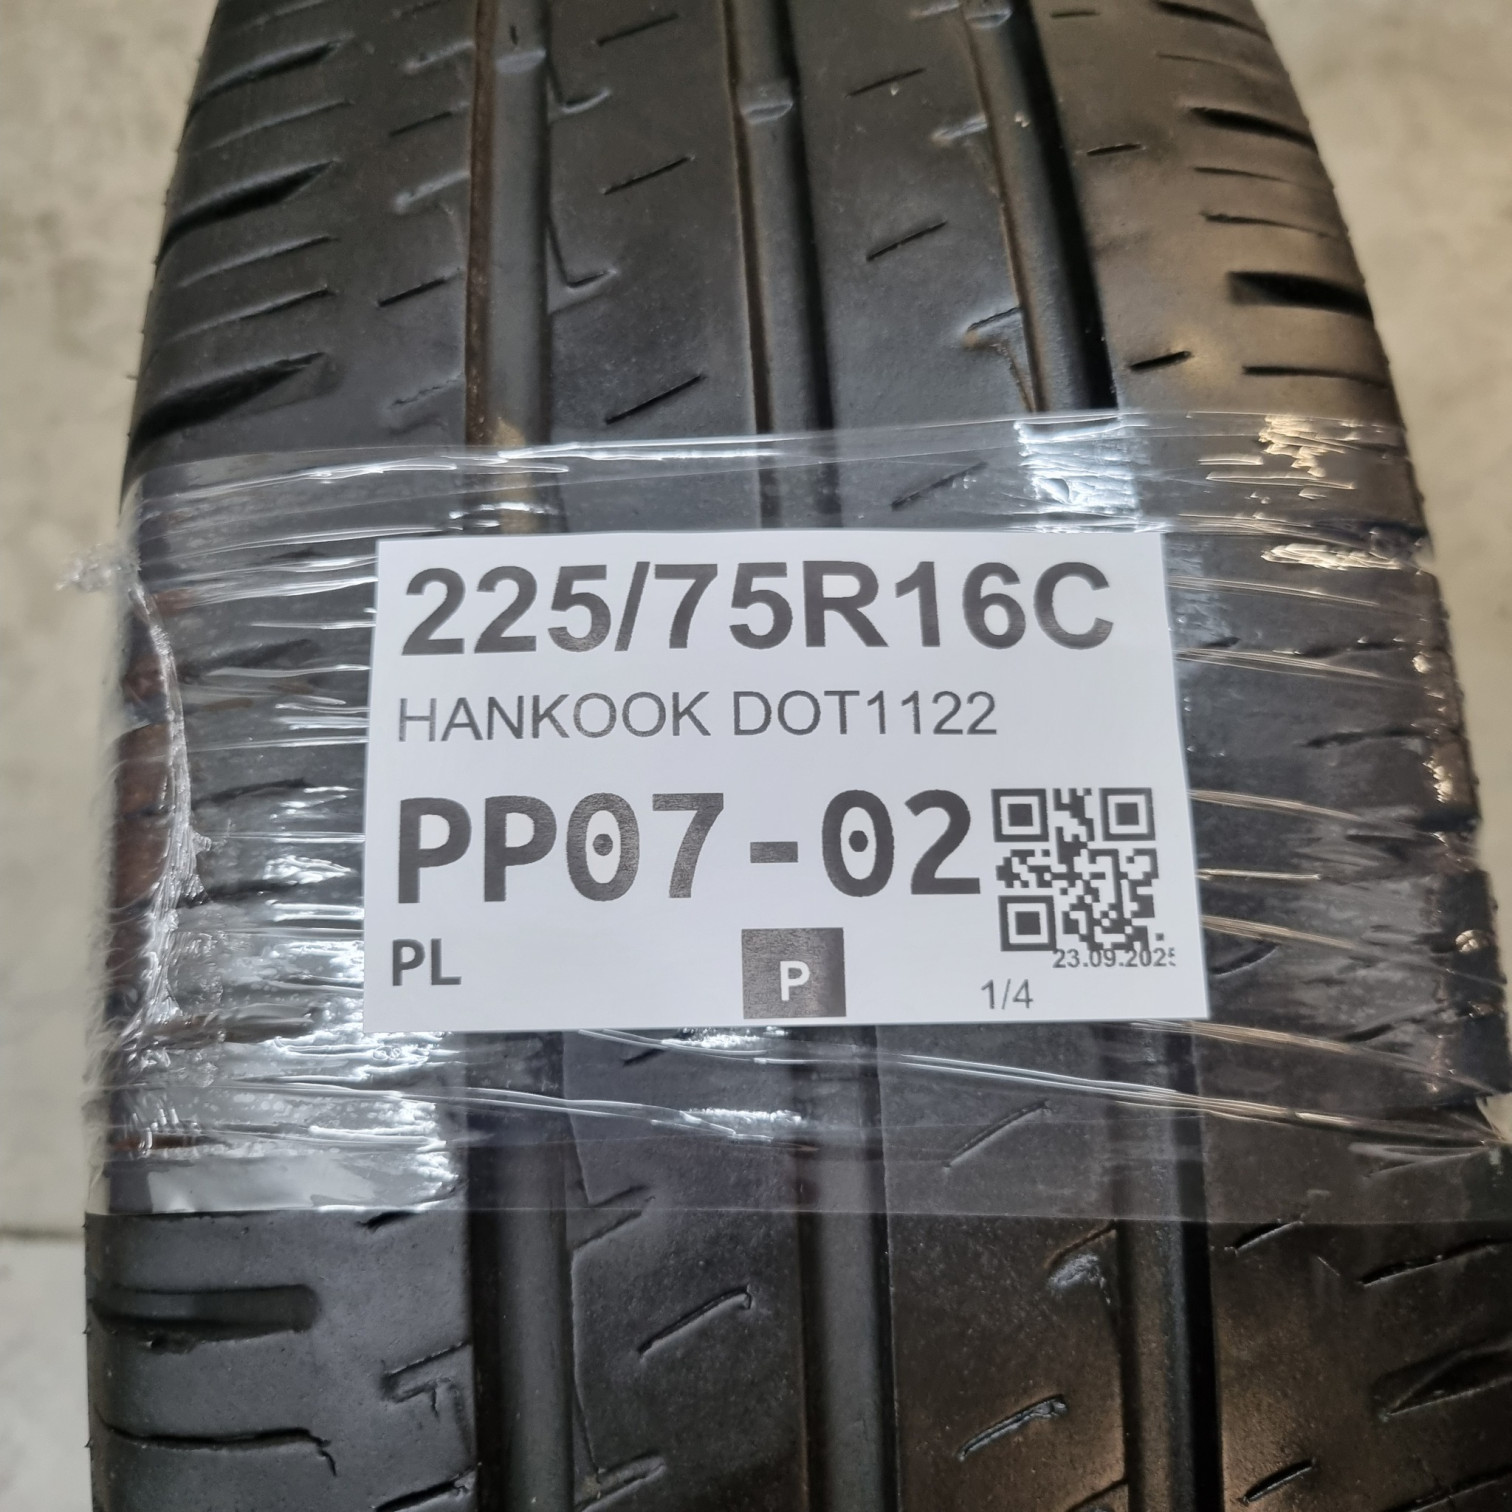 225/75R16C
HANKOOK DOT1122
PP07-02
PL
P
23.09.2025
1/4